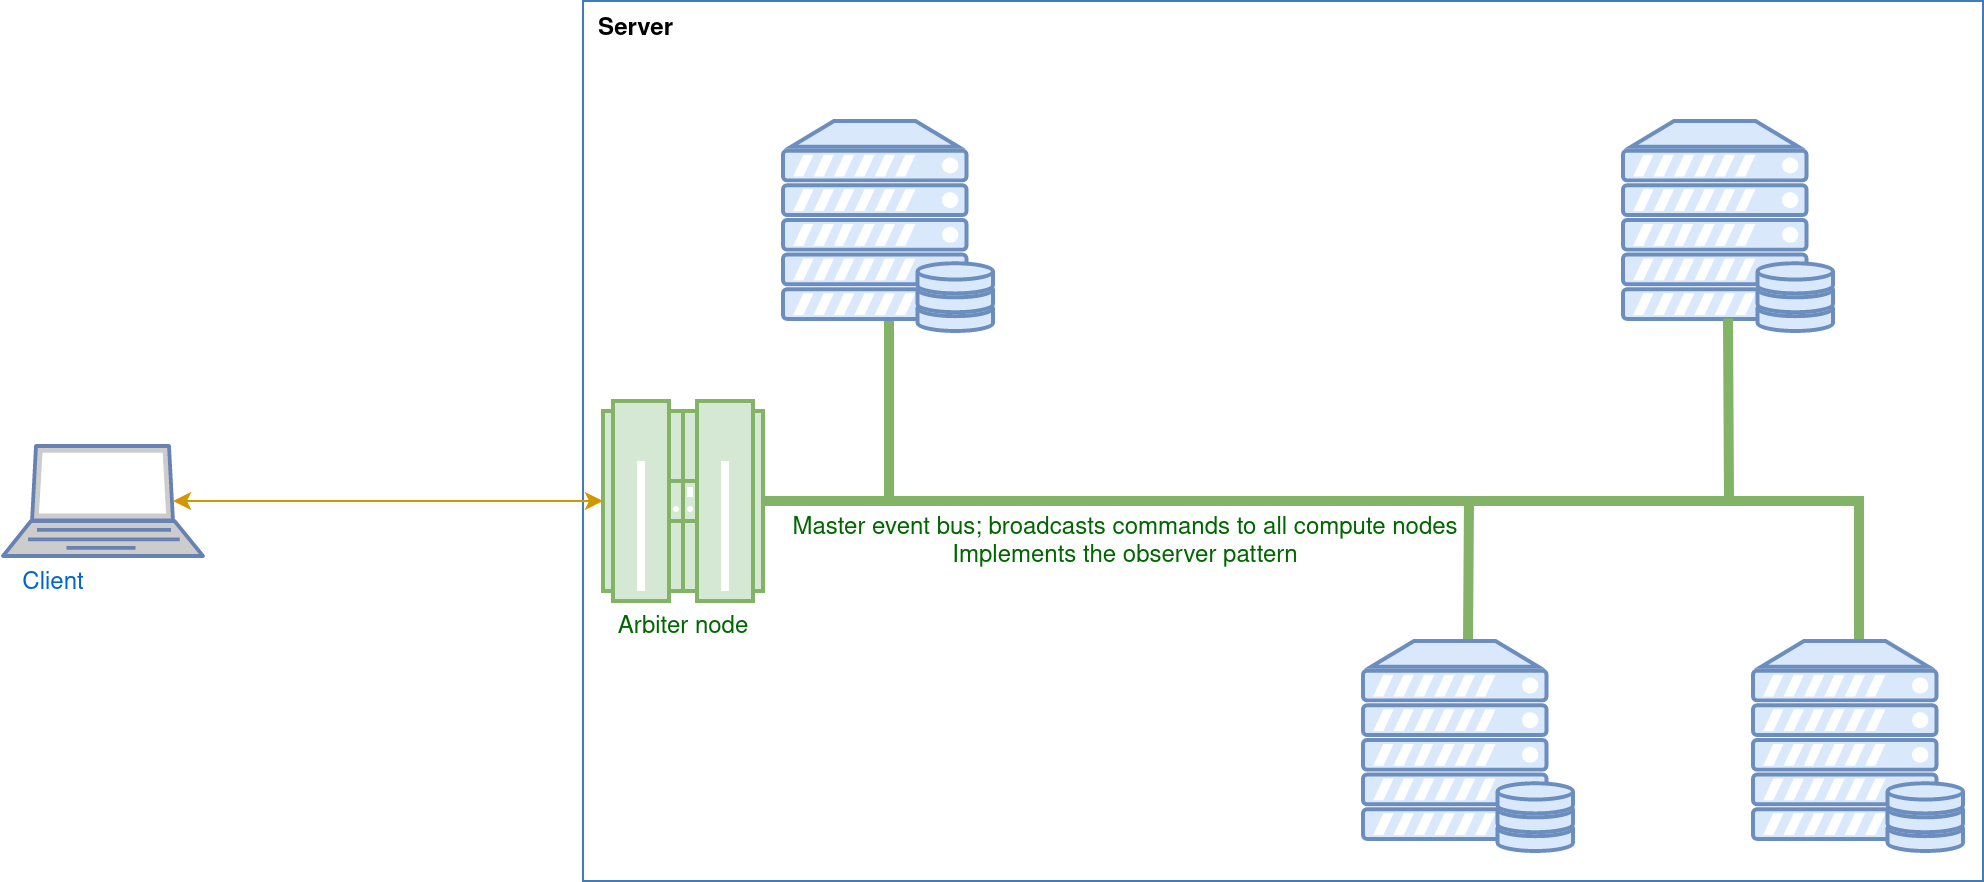 Server
Master event bus; broadcasts commands to all compute nodes
Implements the observer pattern
Client
Arbiter node